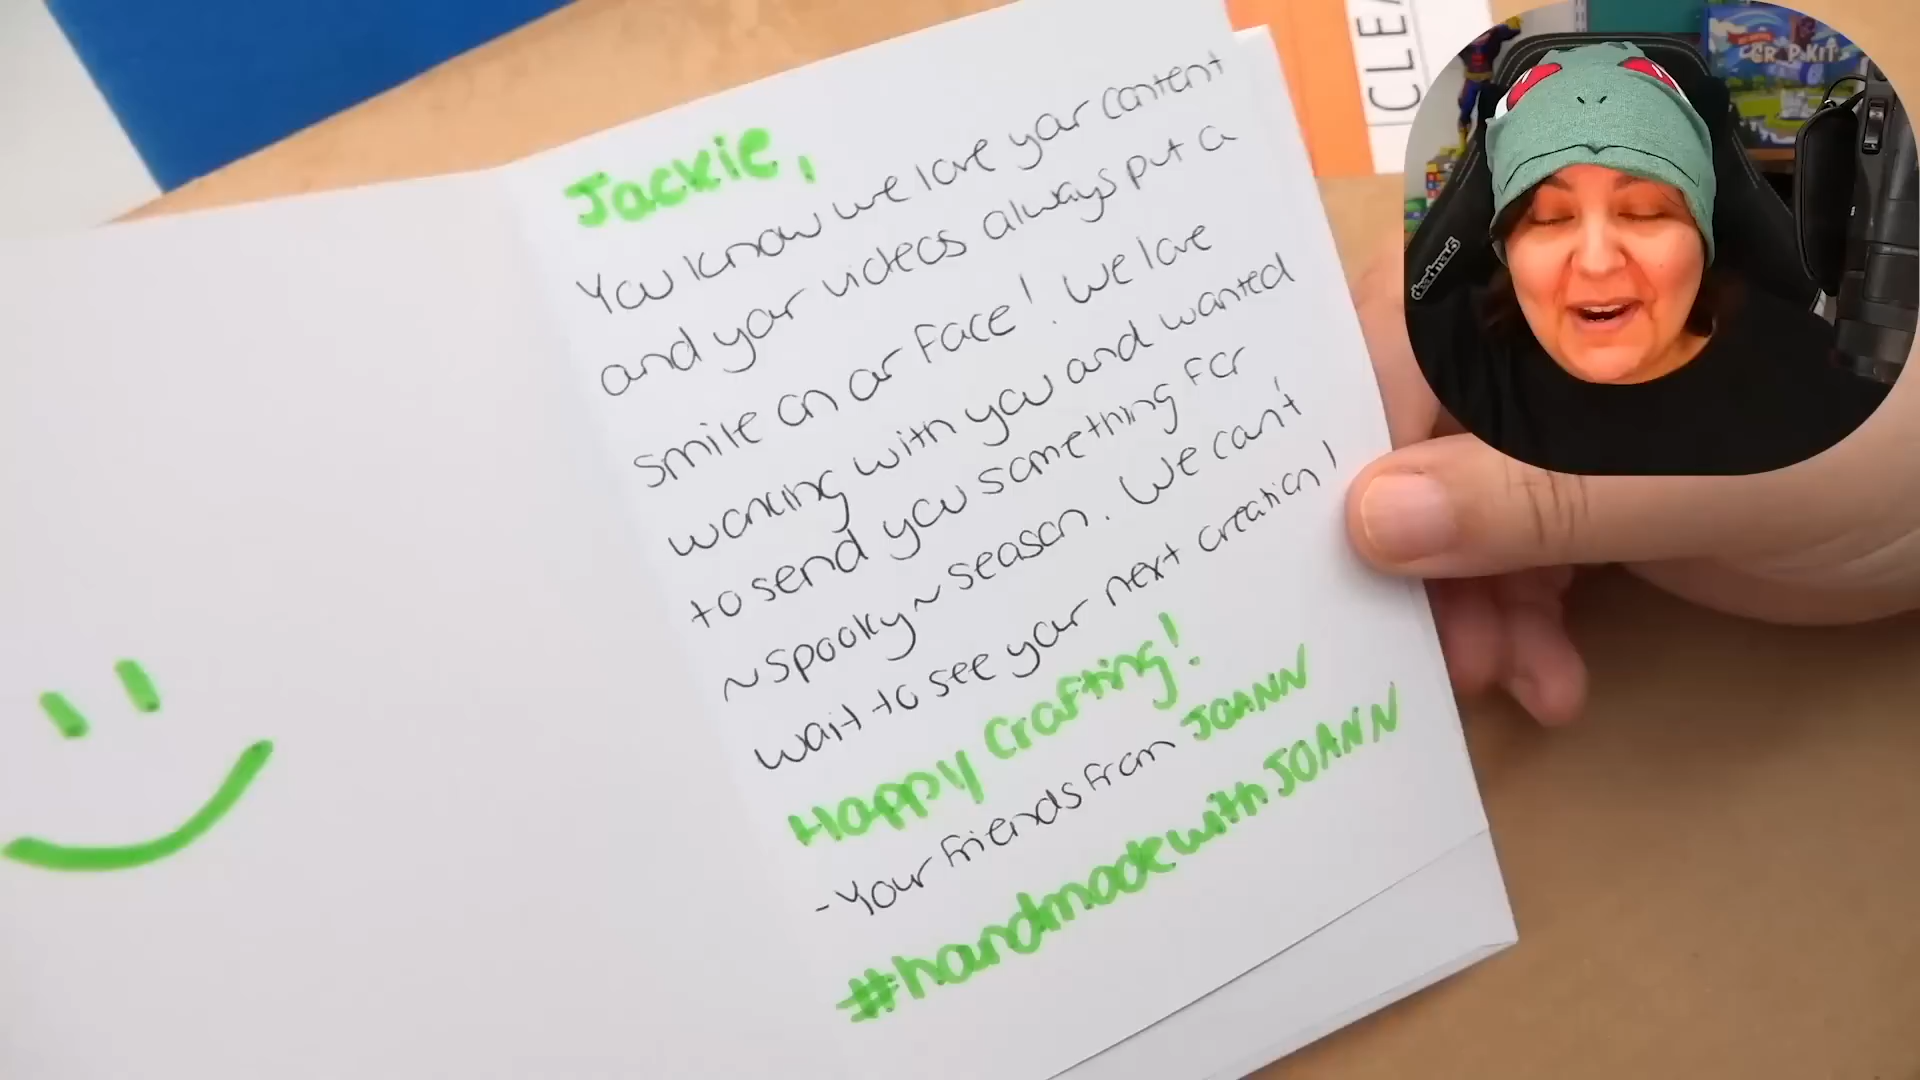 Jackie,
You know we love your content
and your videos always put a
smile on our face! We love
working with you and wanted
to send you something for
~spooky~ season. We can't
wait to see your next creation!
Happy Crafting!
-Your friends from JOANN
#handmadewithJOANN
CLEA
deadmau5